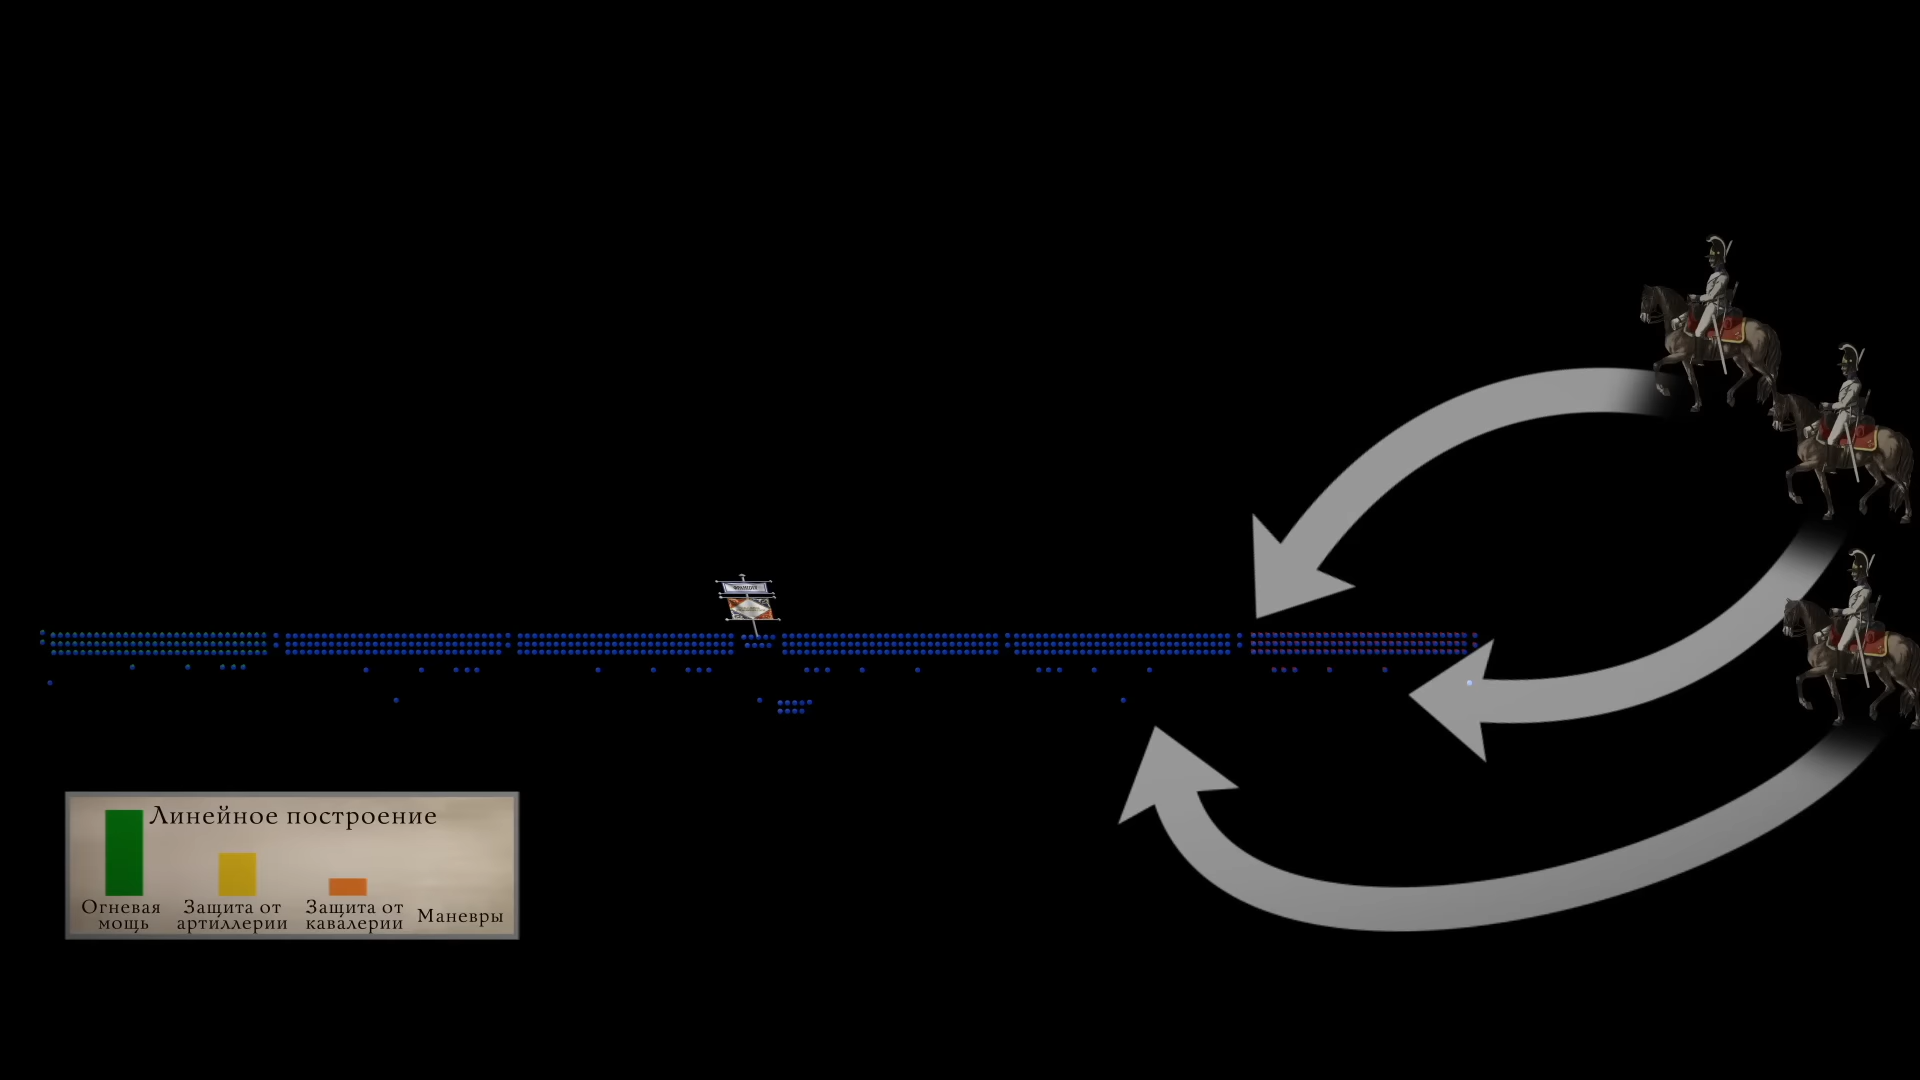 Линейное построение
Огневая
мощь
Защита от
артиллерии
Защита от
кавалерии
Маневры